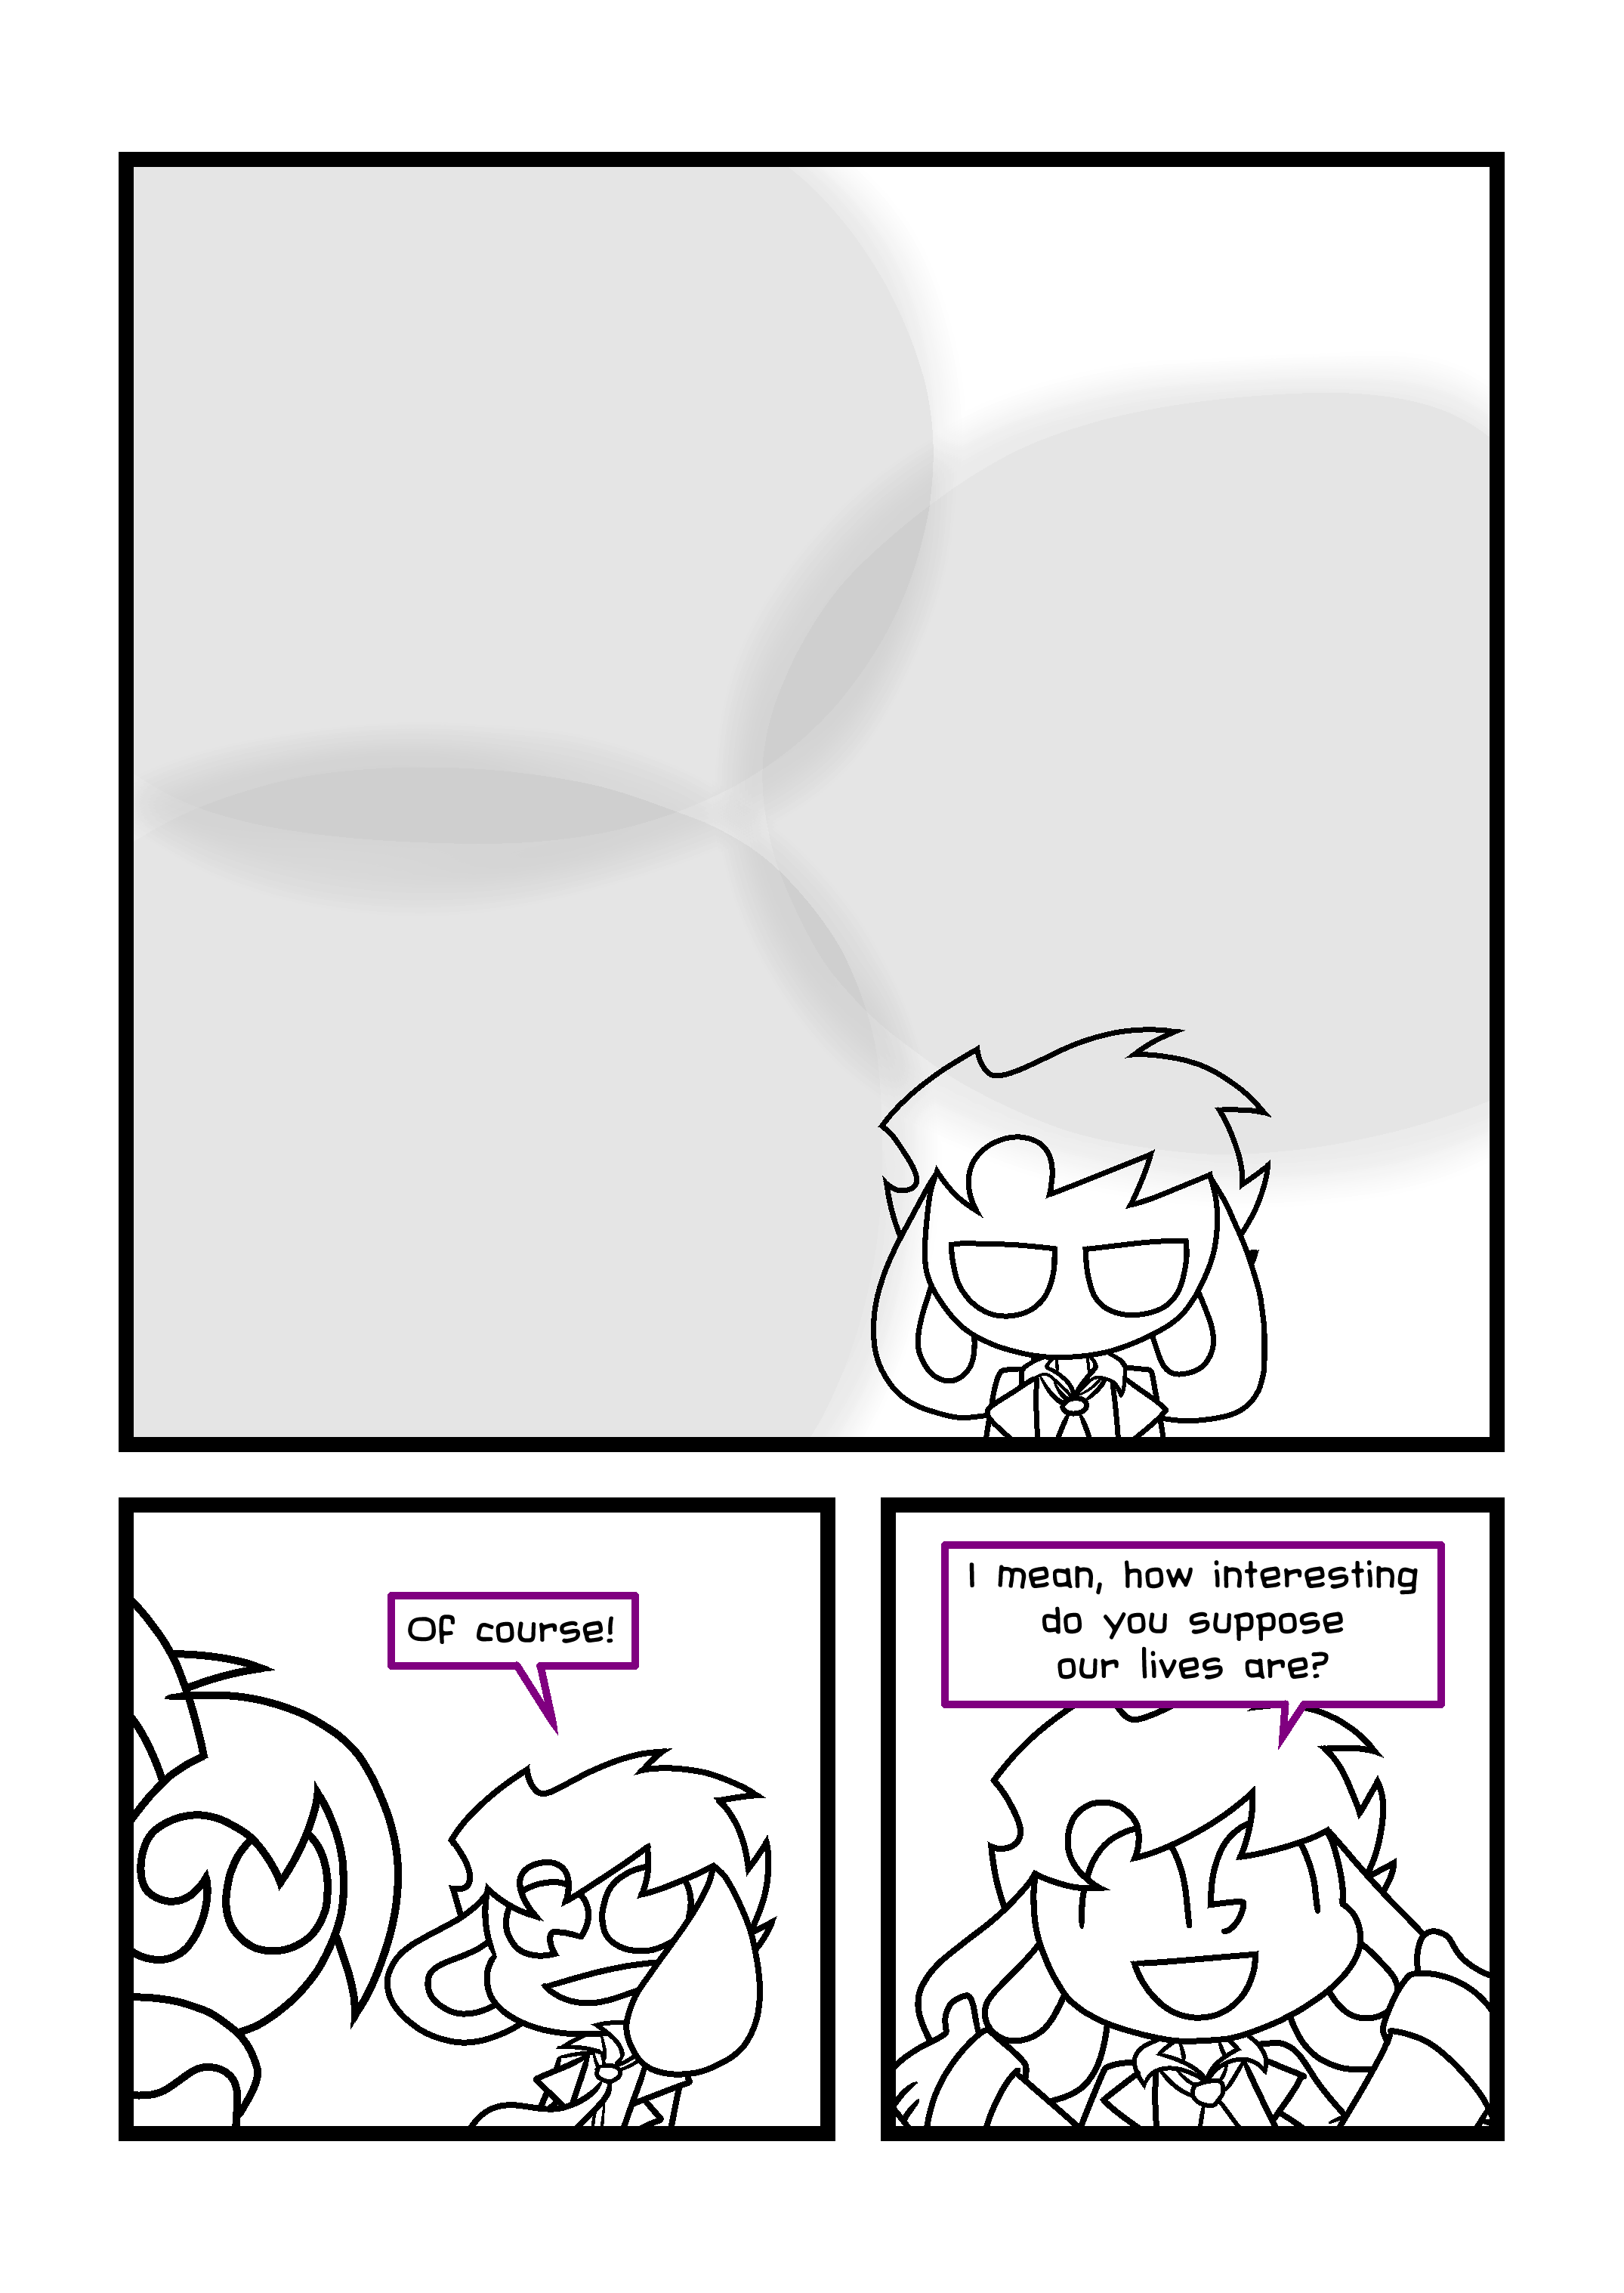 Of course!
I mean, how interesting
do you suppose
our lives are?